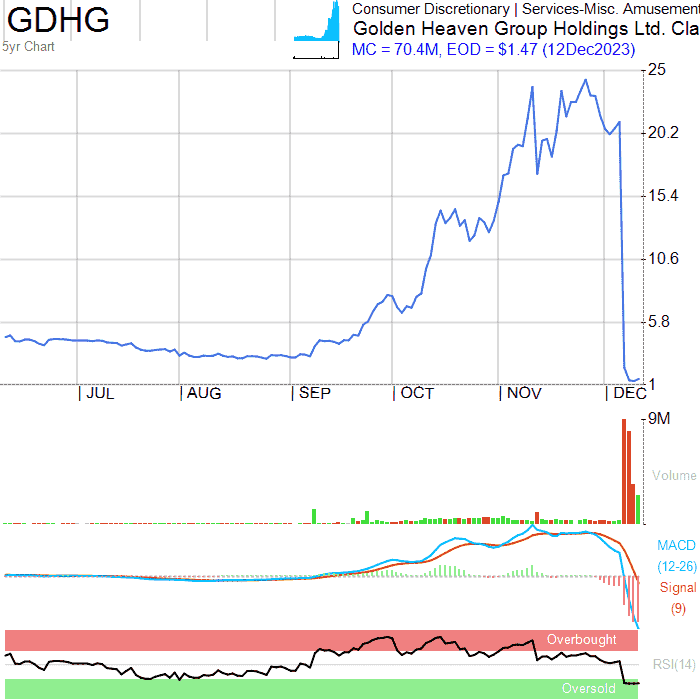 GDHG
5yr Chart
Consumer Discretionary | Services-Misc. Amusement
Golden Heaven Group Holdings Ltd. Cla
MC = 70.4M, EOD = $1.47 (12Dec2023)
25
20.2
15.4
10.6
5.8
1
JUL AUG SEP OCT NOV DEC
9M
Volume
MACD
(12-26)
Signal
(9)
Overbought
RSI(14)
Oversold